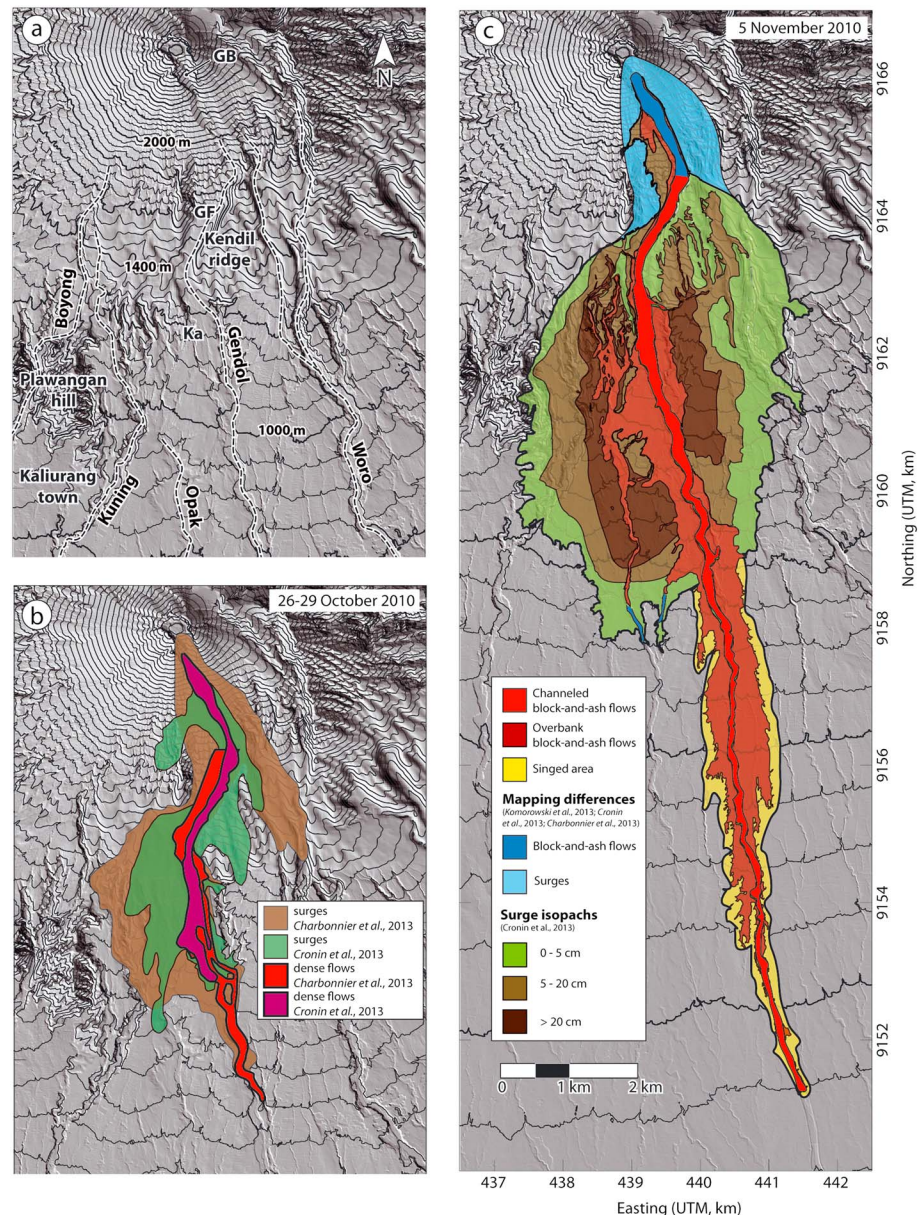 a
GB
N
2000 m
GF
Kendil
ridge
1400 m
Boyong
Ka
Gendol
Plawangan
hill
1000 m
Woro
Kaliurang
town
Kuning
Opak
b
26-29 October 2010
surges
Charbonnier et al., 2013
surges
Cronin et al., 2013
dense flows
Charbonnier et al., 2013
dense flows
Cronin et al., 2013
c
5 November 2010
Channeled
block-and-ash flows
Overbank
block-and-ash flows
Singed area
Mapping differences
(Komorowski et al., 2013; Cronin
et al., 2013; Charbonnier et al., 2013)
Block-and-ash flows
Surges
Surge isopachs
(Cronin et al., 2013)
0 - 5 cm
5 - 20 cm
> 20 cm
0 1 km 2 km
9166
9164
9162
9160
9158
9156
9154
9152
Northing (UTM, km)
437 438 439 440 441 442
Easting (UTM, km)